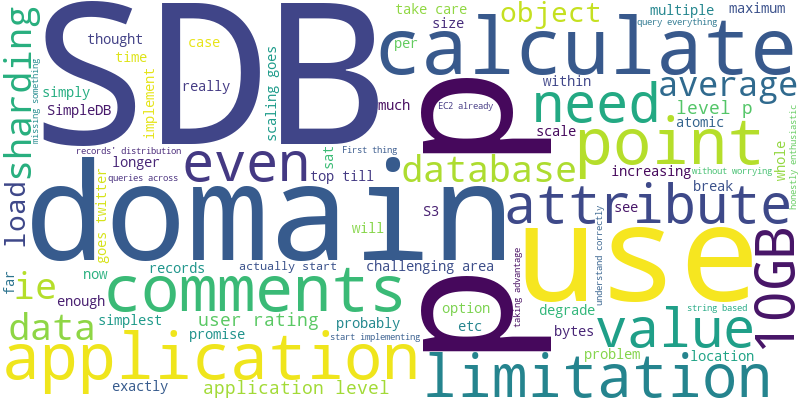 SDB
domain
use
p p
calculate
application
comments
limitation
point
attribute
value
need
even
database
data
10GB
average
object
sharding
load
ie
thought
time
case
really
implement
simply
SimpleDB
missing something
scaling goes
take care
size
per
multiple
query everything
maximum
within
level p
atomic
scale
increasing
without worrying
whole
honestly enthusiastic
break
see
much
EC2 already
records' distribution
longer
queries across
First thing
sat
top till
goes twitter
S3
will
understand correctly
far
now
records
actually start
challenging area
enough
simplest
user rating
promise
probably
start implementing
option
etc
taking advantage
degrade
bytes
string based
problem
location
exactly
application level